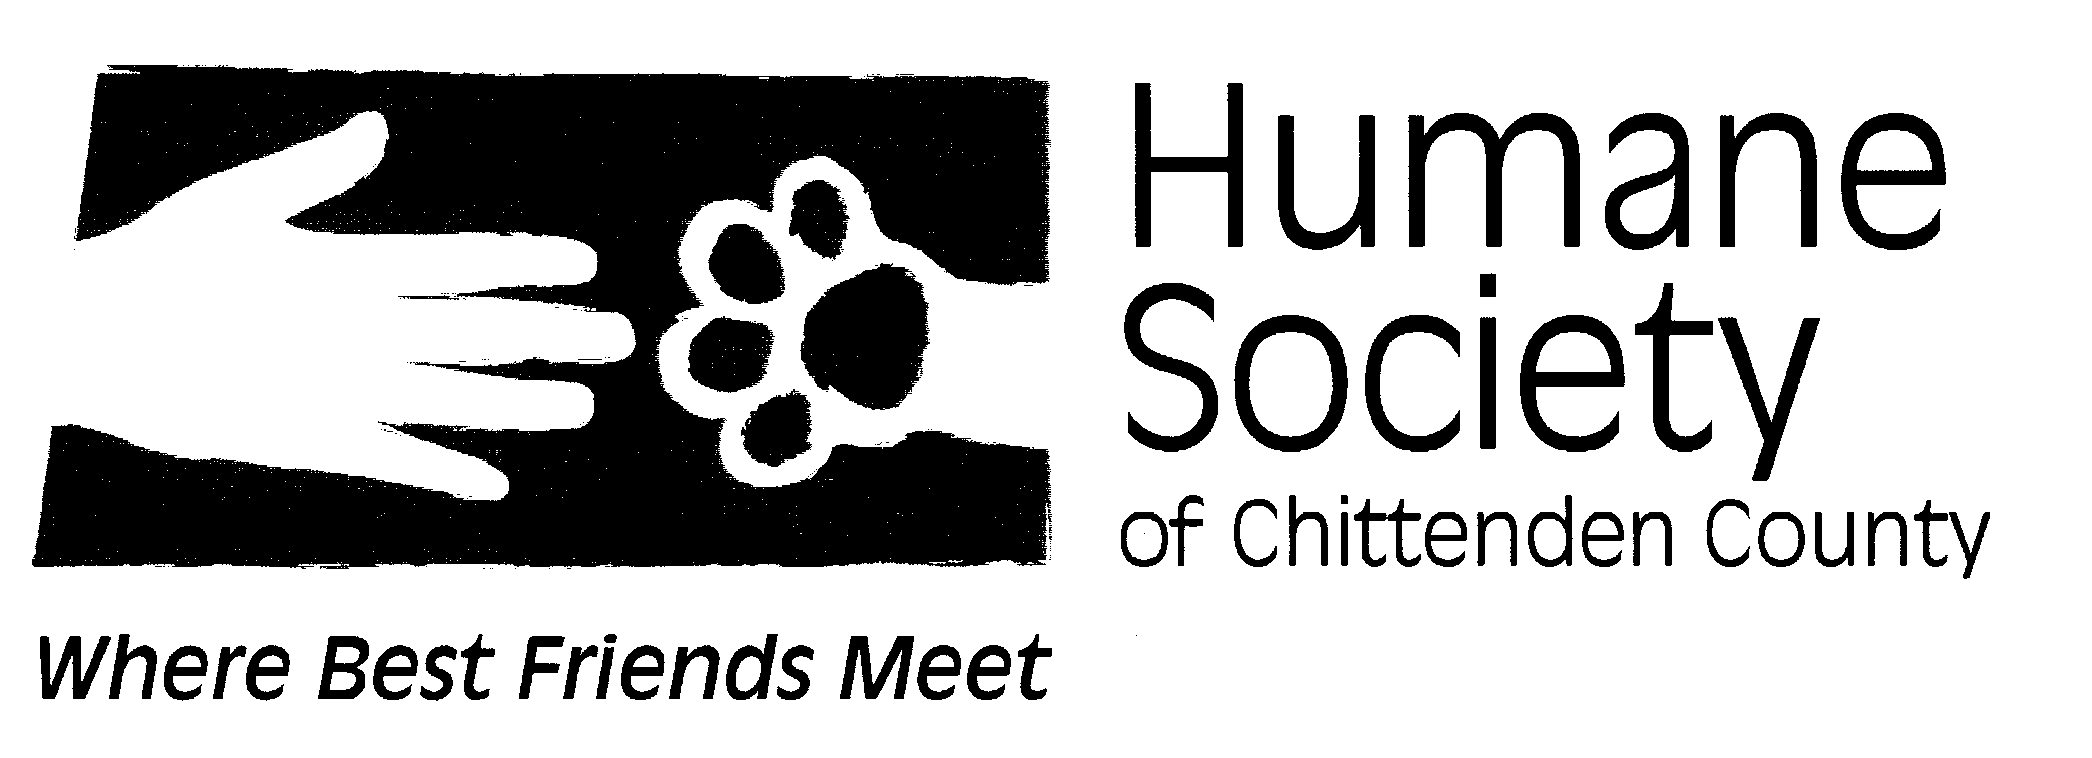 Humane
Society
of Chittenden County
Where Best Friends Meet